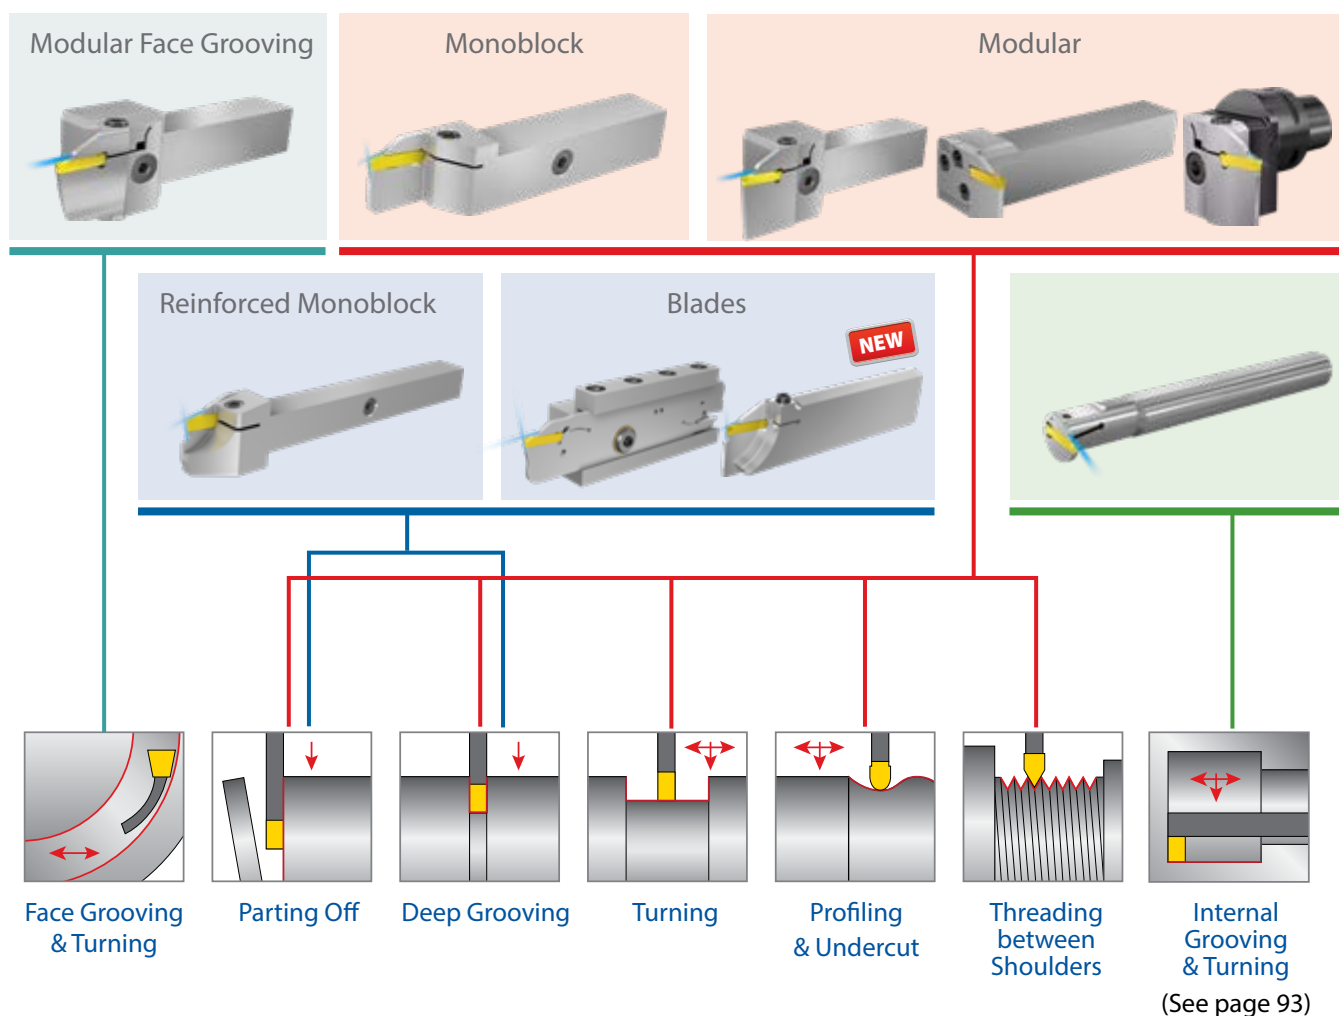 Modular Face Grooving
Monoblock
Modular
Reinforced Monoblock
Blades
NEW
Face Grooving
& Turning
Parting Off
Deep Grooving
Turning
Profiling
& Undercut
Threading
between
Shoulders
Internal
Grooving
& Turning
(See page 93)